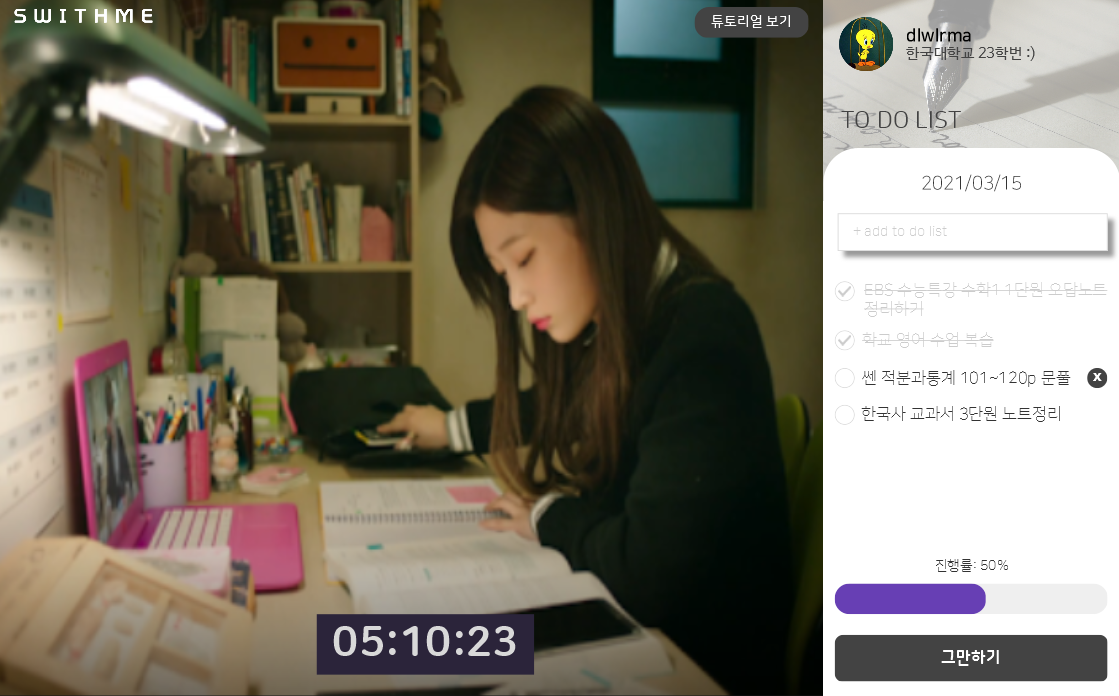 SWITHME
튜토리얼 보기
dlwlrma
한국대학교 23학번 :)
TO DO LIST
2021/03/15
+ add to do list
EBS 수능특강 수학1 1단원 오답노트
정리하기
학교 영어 수업 복습
쎈 적분과통계 101~120p 문풀
X
한국사 교과서 3단원 노트정리
05:10:23
진행률: 50%
그만하기